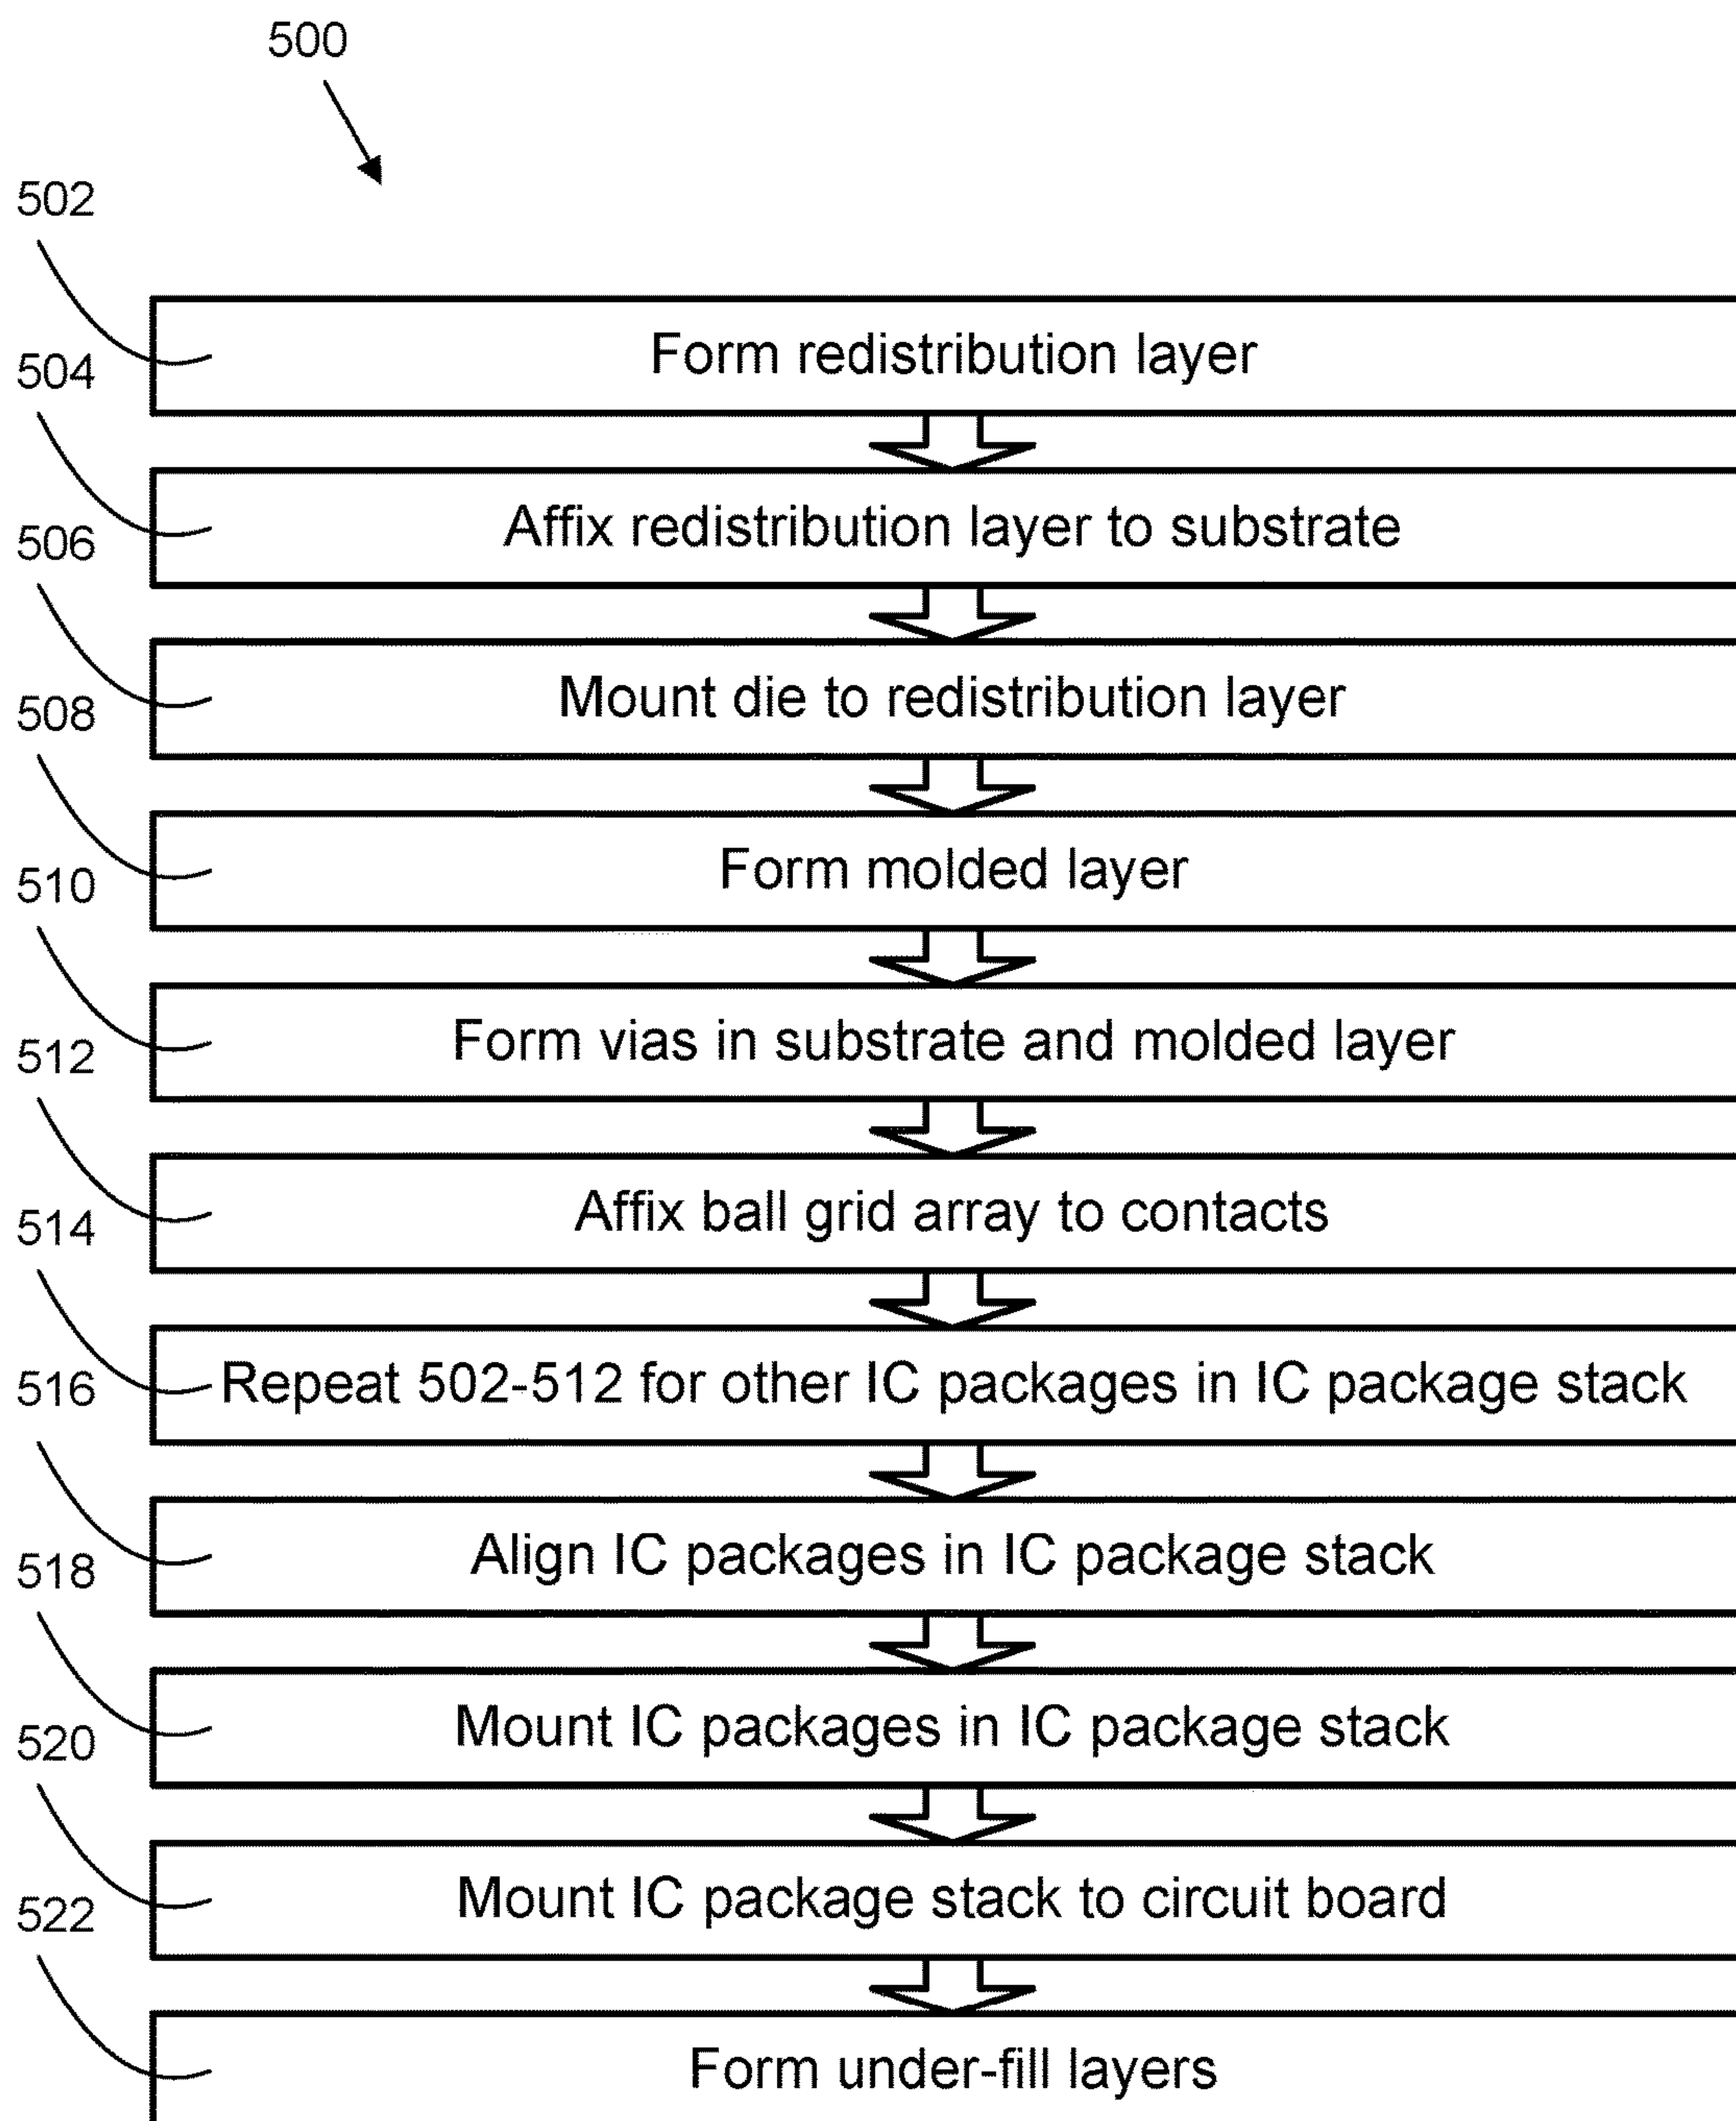 500
502
Form redistribution layer
504
Affix redistribution layer to substrate
506
Mount die to redistribution layer
508
Form molded layer
510
Form vias in substrate and molded layer
512
Affix ball grid array to contacts
514
Repeat 502-512 for other IC packages in IC package stack
516
Align IC packages in IC package stack
518
Mount IC packages in IC package stack
520
Mount IC package stack to circuit board
522
Form under-fill layers